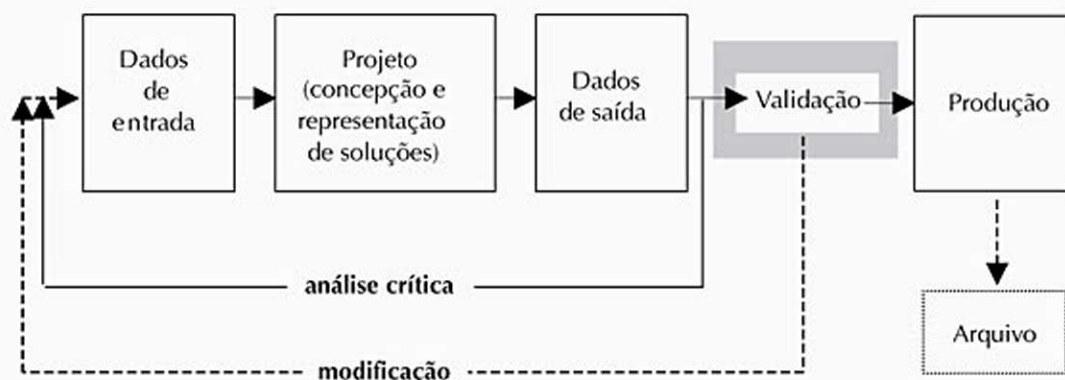 Dados
de
entrada
Projeto
(concepção e
representação
de soluções)
Dados
de saída
Validação
Produção
análise crítica
Arquivo
modificação